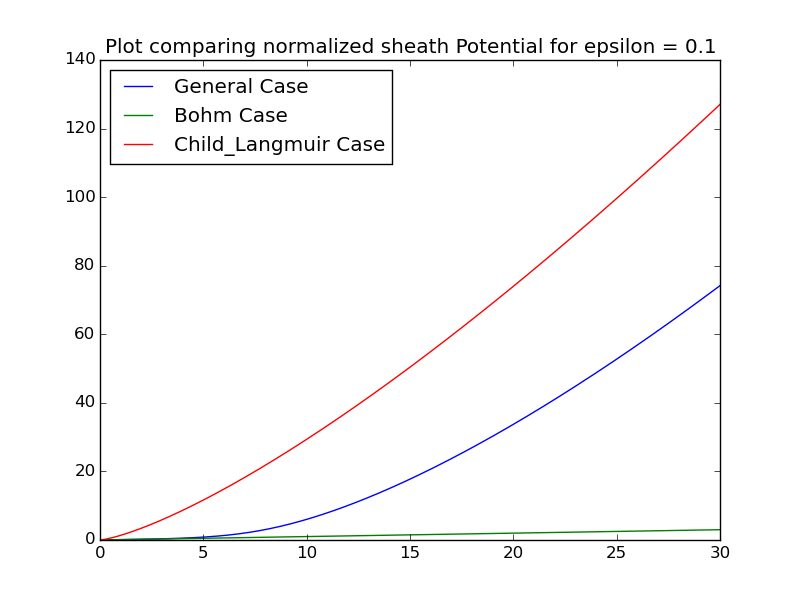 Plot comparing normalized sheath Potential for epsilon = 0.1
140
120
100
80
60
40
20
0
General Case
Bohm Case
Child_Langmuir Case
0 5 10 15 20 25 30